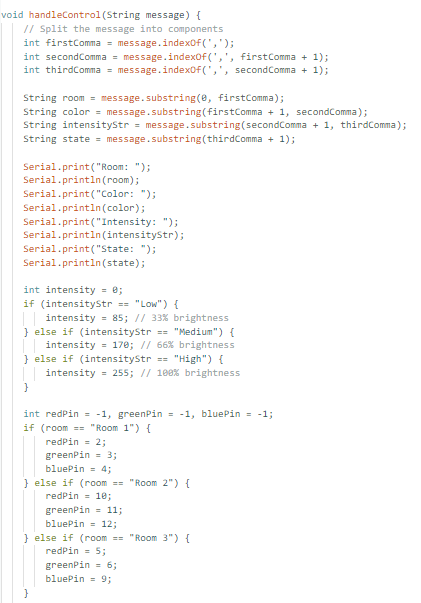 void handleControl(String message) {
// Split the message into components
int firstComma = message.indexOf(',');
int secondComma = message.indexOf(',', firstComma + 1);
int thirdComma = message.indexOf(',', secondComma + 1);
String room = message.substring(0, firstComma);
String color = message.substring(firstComma + 1, secondComma);
String intensityStr = message.substring(secondComma + 1, thirdComma);
String state = message.substring(thirdComma + 1);
Serial.print("Room: ");
Serial.println(room);
Serial.print("Color: ");
Serial.println(color);
Serial.print("Intensity: ");
Serial.println(intensityStr);
Serial.print("State: ");
Serial.println(state);
int intensity = 0;
if (intensityStr == "Low") {
intensity = 85; // 33% brightness
} else if (intensityStr == "Medium") {
intensity = 170; // 66% brightness
} else if (intensityStr == "High") {
intensity = 255; // 100% brightness
}
int redPin = -1, greenPin = -1, bluePin = -1;
if (room == "Room 1") {
redPin = 2;
greenPin = 3;
bluePin = 4;
} else if (room == "Room 2") {
redPin = 10;
greenPin = 11;
bluePin = 12;
} else if (room == "Room 3") {
redPin = 5;
greenPin = 6;
bluePin = 9;
}